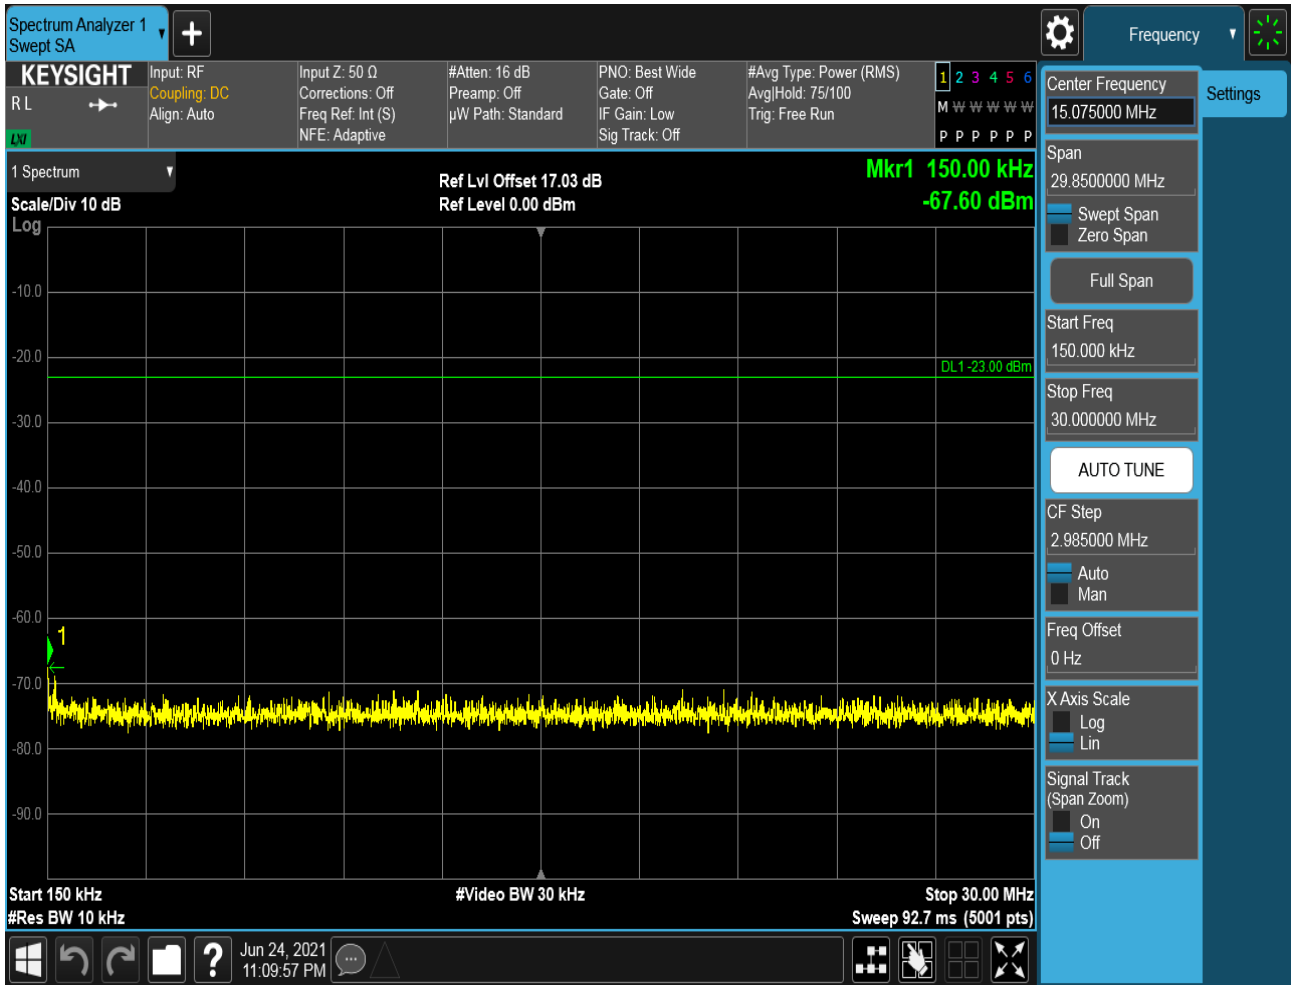 Spectrum Analyzer 1
Swept SA
Frequency
KEYSIGHT
R L
LXI
Input: RF
Coupling: DC
Align: Auto
Input Z: 50 Ω
Corrections: Off
Freq Ref: Int (S)
NFE: Adaptive
#Atten: 16 dB
Preamp: Off
µW Path: Standard
PNO: Best Wide
Gate: Off
IF Gain: Low
Sig Track: Off
#Avg Type: Power (RMS)
Avg|Hold: 75/100
Trig: Free Run
1 2 3 4 5 6
M W W W W W
P P P P P P
1 Spectrum
Scale/Div 10 dB
Log
Ref Lvl Offset 17.03 dB
Ref Level 0.00 dBm
Mkr1 150.00 kHz
-67.60 dBm
-10.0
-20.0
DL1 -23.00 dBm
-30.0
-40.0
-50.0
-60.0
1
-70.0
-80.0
-90.0
Start 150 kHz
#Res BW 10 kHz
#Video BW 30 kHz
Stop 30.00 MHz
Sweep 92.7 ms (5001 pts)
Center Frequency
15.075000 MHz
Settings
Span
29.8500000 MHz
Swept Span
Zero Span
Full Span
Start Freq
150.000 kHz
Stop Freq
30.000000 MHz
AUTO TUNE
CF Step
2.985000 MHz
Auto
Man
Freq Offset
0 Hz
X Axis Scale
Log
Lin
Signal Track
(Span Zoom)
On
Off
?
Jun 24, 2021
11:09:57 PM